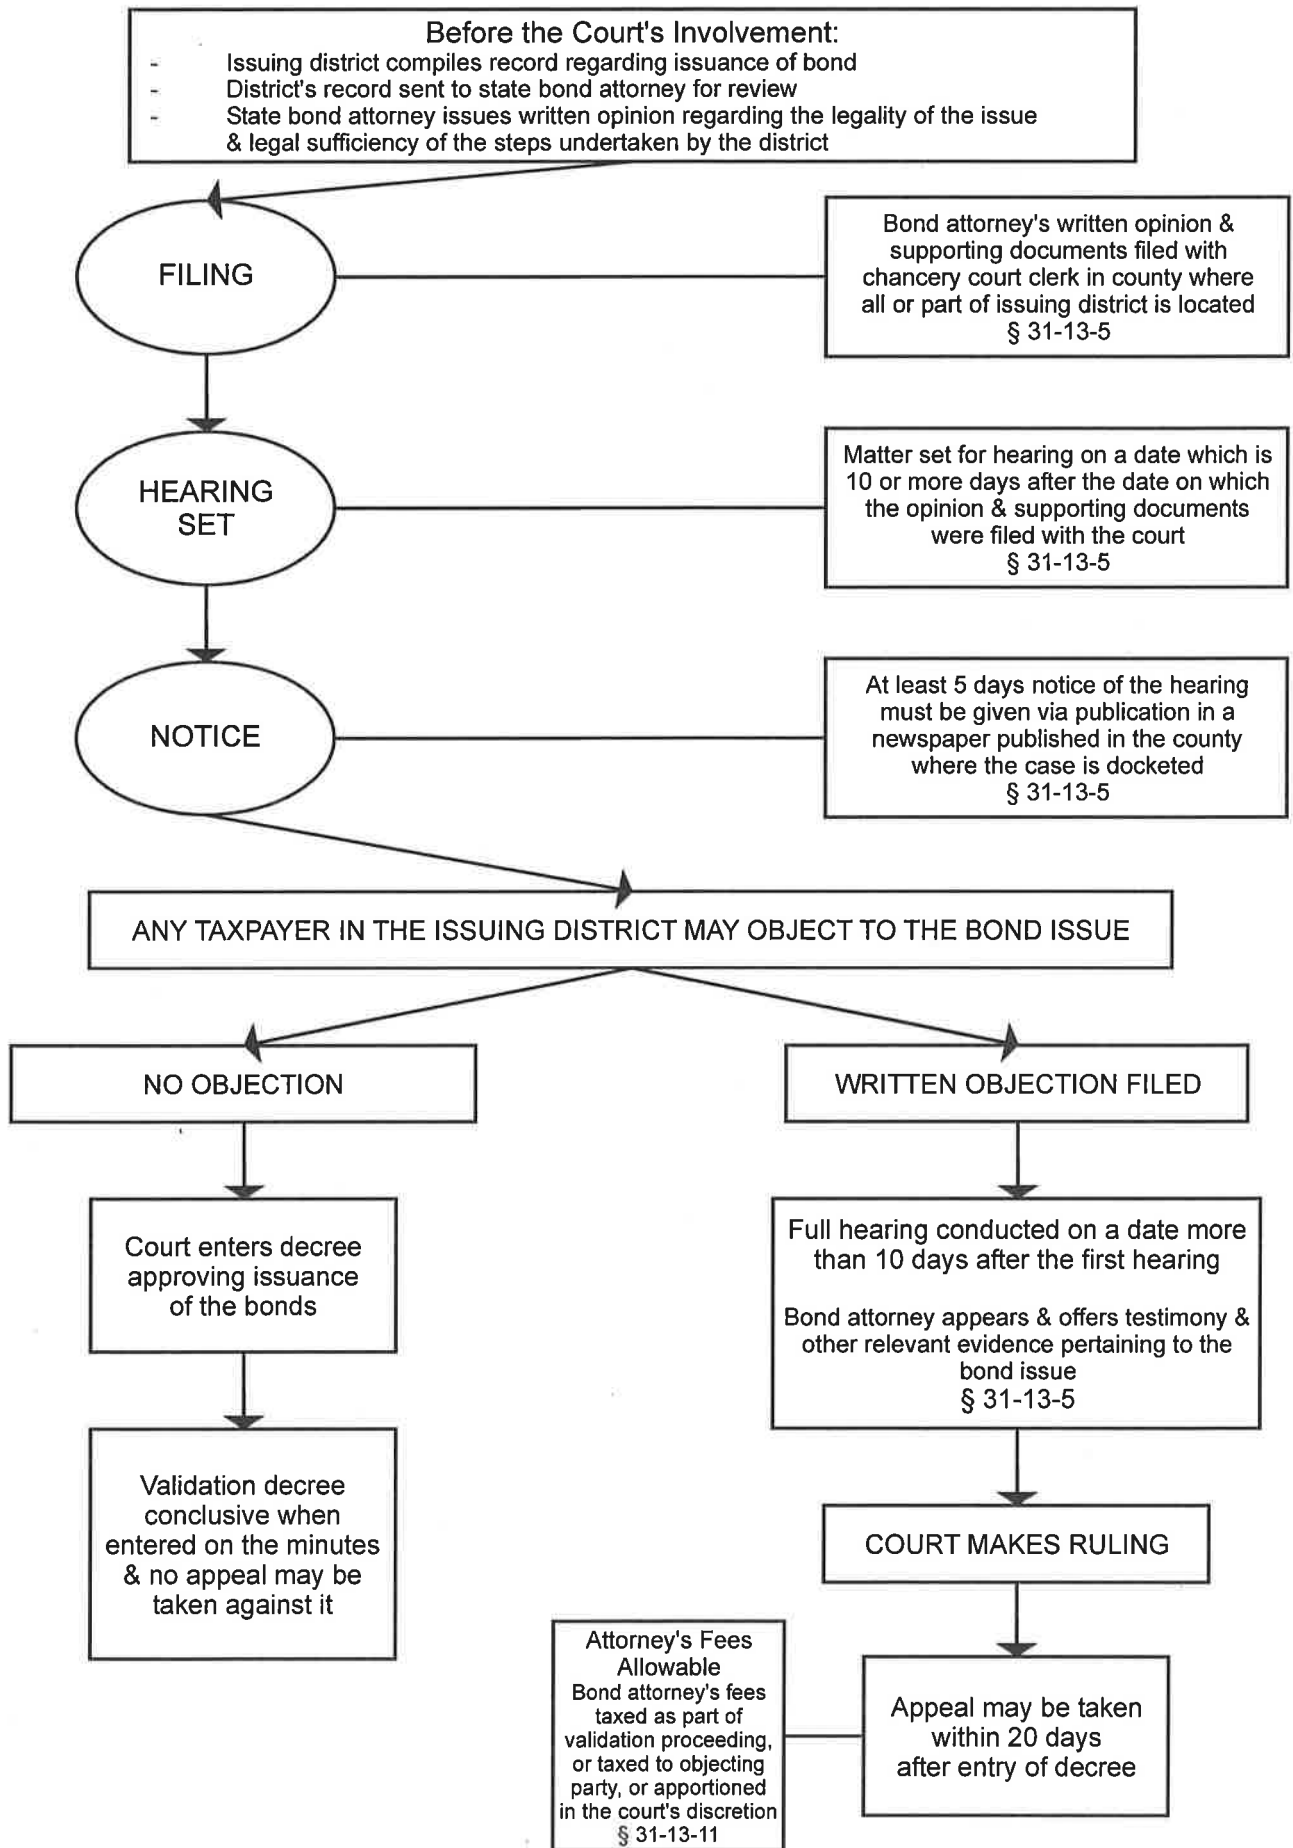 Before the Court's Involvement:
- Issuing district compiles record regarding issuance of bond
- District's record sent to state bond attorney for review
- State bond attorney issues written opinion regarding the legality of the issue
& legal sufficiency of the steps undertaken by the district
FILING
Bond attorney's written opinion &
supporting documents filed with
chancery court clerk in county where
all or part of issuing district is located
§ 31-13-5
HEARING
SET
Matter set for hearing on a date which is
10 or more days after the date on which
the opinion & supporting documents
were filed with the court
§ 31-13-5
NOTICE
At least 5 days notice of the hearing
must be given via publication in a
newspaper published in the county
where the case is docketed
§ 31-13-5
ANY TAXPAYER IN THE ISSUING DISTRICT MAY OBJECT TO THE BOND ISSUE
NO OBJECTION
Court enters decree
approving issuance
of the bonds
Validation decree
conclusive when
entered on the minutes
& no appeal may be
taken against it
WRITTEN OBJECTION FILED
Full hearing conducted on a date more
than 10 days after the first hearing
Bond attorney appears & offers testimony &
other relevant evidence pertaining to the
bond issue
§ 31-13-5
COURT MAKES RULING
Appeal may be taken
within 20 days
after entry of decree
Attorney's Fees
Allowable
Bond attorney's fees
taxed as part of
validation proceeding,
or taxed to objecting
party, or apportioned
in the court's discretion
§ 31-13-11